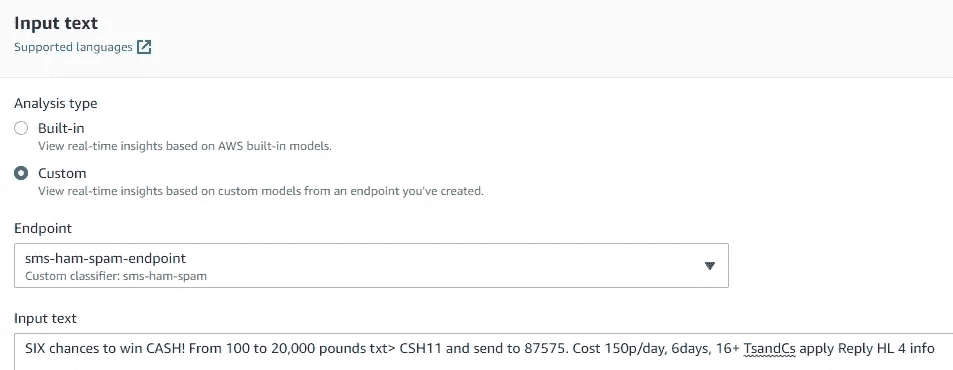 Input text
Supported languages
Analysis type
Built-in
View real-time insights based on AWS built-in models.
Custom
View real-time insights based on custom models from an endpoint you've created.
Endpoint
sms-ham-spam-endpoint
Custom classifier: sms-ham-spam
Input text
SIX chances to win CASH! From 100 to 20,000 pounds txt> CSH11 and send to 87575. Cost 150p/day, 6days, 16+ TsandCs apply Reply HL 4 info